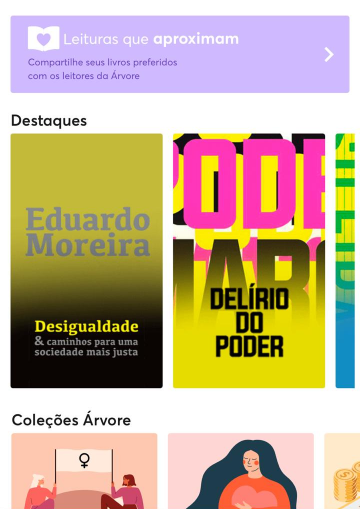 Leituras que aproximam
Compartilhe seus livros preferidos
com os leitores da Árvore
Destaques
Eduardo
Moreira
Desigualdade
& caminhos para uma
sociedade mais justa
DELÍRIO
DO
PODER
Coleções Árvore